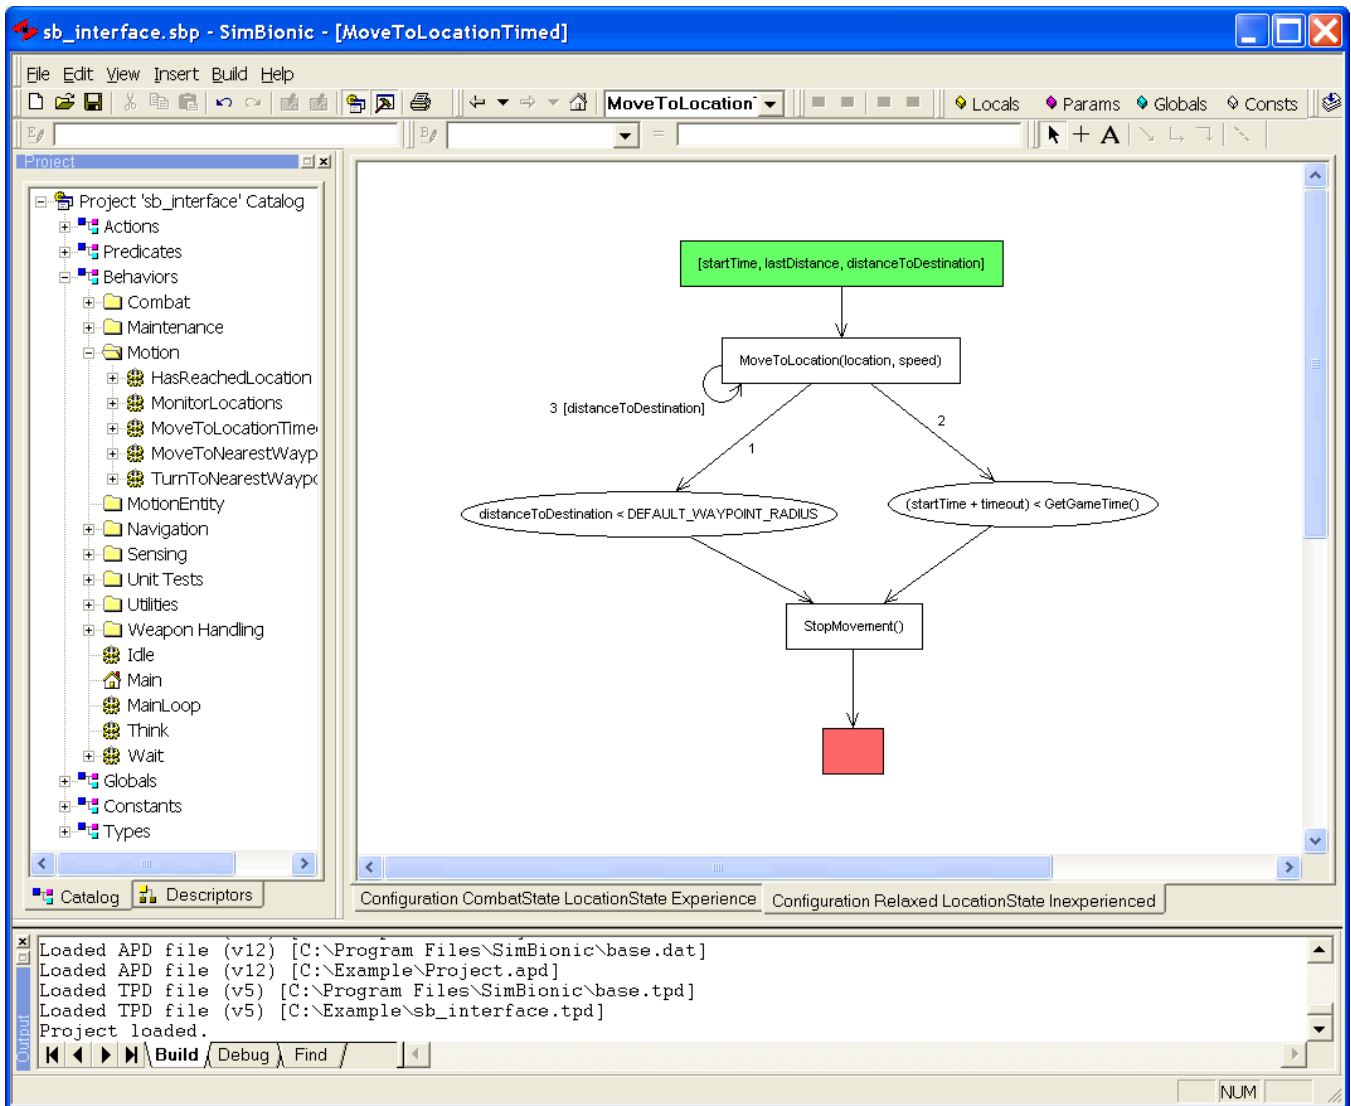 sb_interface.sbp - SimBionic - [MoveToLocationTimed]
File Edit View Insert Build Help
MoveToLocation
Locals Params Globals Consts
Project
Project 'sb_interface' Catalog
Actions
Predicates
Behaviors
Combat
Maintenance
Motion
HasReachedLocation
MonitorLocations
MoveToLocationTime
MoveToNearestWayp
TurnToNearestWaypo
MotionEntity
Navigation
Sensing
Unit Tests
Utilities
Weapon Handling
Idle
Main
MainLoop
Think
Wait
Globals
Constants
Types
Catalog Descriptors
[startTime, lastDistance, distanceToDestination]
MoveToLocation(location, speed)
3 [distanceToDestination]
1
2
distanceToDestination < DEFAULT_WAYPOINT_RADIUS
(startTime + timeout) < GetGameTime()
StopMovement()
Configuration CombatState LocationState Experience
Configuration Relaxed LocationState Inexperienced
Loaded APD file (v12) [C:\Program Files\SimBionic\base.dat]
Loaded APD file (v12) [C:\Example\Project.apd]
Loaded TPD file (v5) [C:\Program Files\SimBionic\base.tpd]
Loaded TPD file (v5) [C:\Example\sb_interface.tpd]
Project loaded.
Output
Build Debug Find
NUM